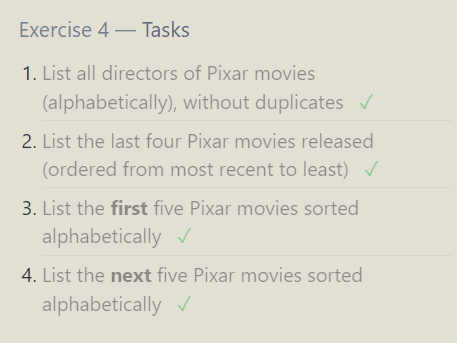 Exercise 4 — Tasks
1. List all directors of Pixar movies
(alphabetically), without duplicates ✓
2. List the last four Pixar movies released
(ordered from most recent to least) ✓
3. List the first five Pixar movies sorted
alphabetically ✓
4. List the next five Pixar movies sorted
alphabetically ✓